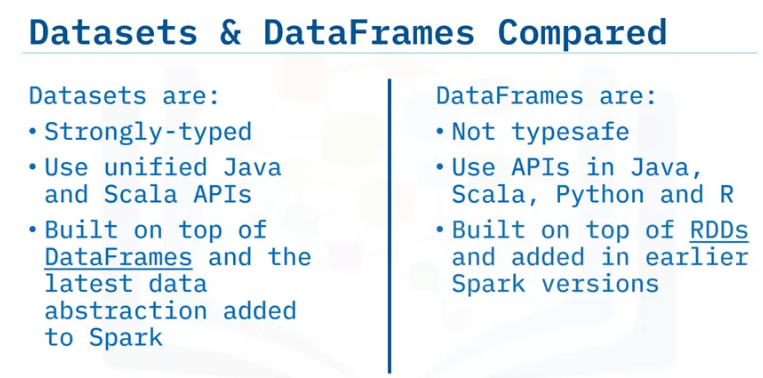 Datasets & DataFrames Compared
Datasets are:
• Strongly-typed
• Use unified Java
and Scala APIs
• Built on top of
DataFrames and the
latest data
abstraction added
to Spark
DataFrames are:
• Not typesafe
• Use APIs in Java,
Scala, Python and R
• Built on top of RDDs
and added in earlier
Spark versions